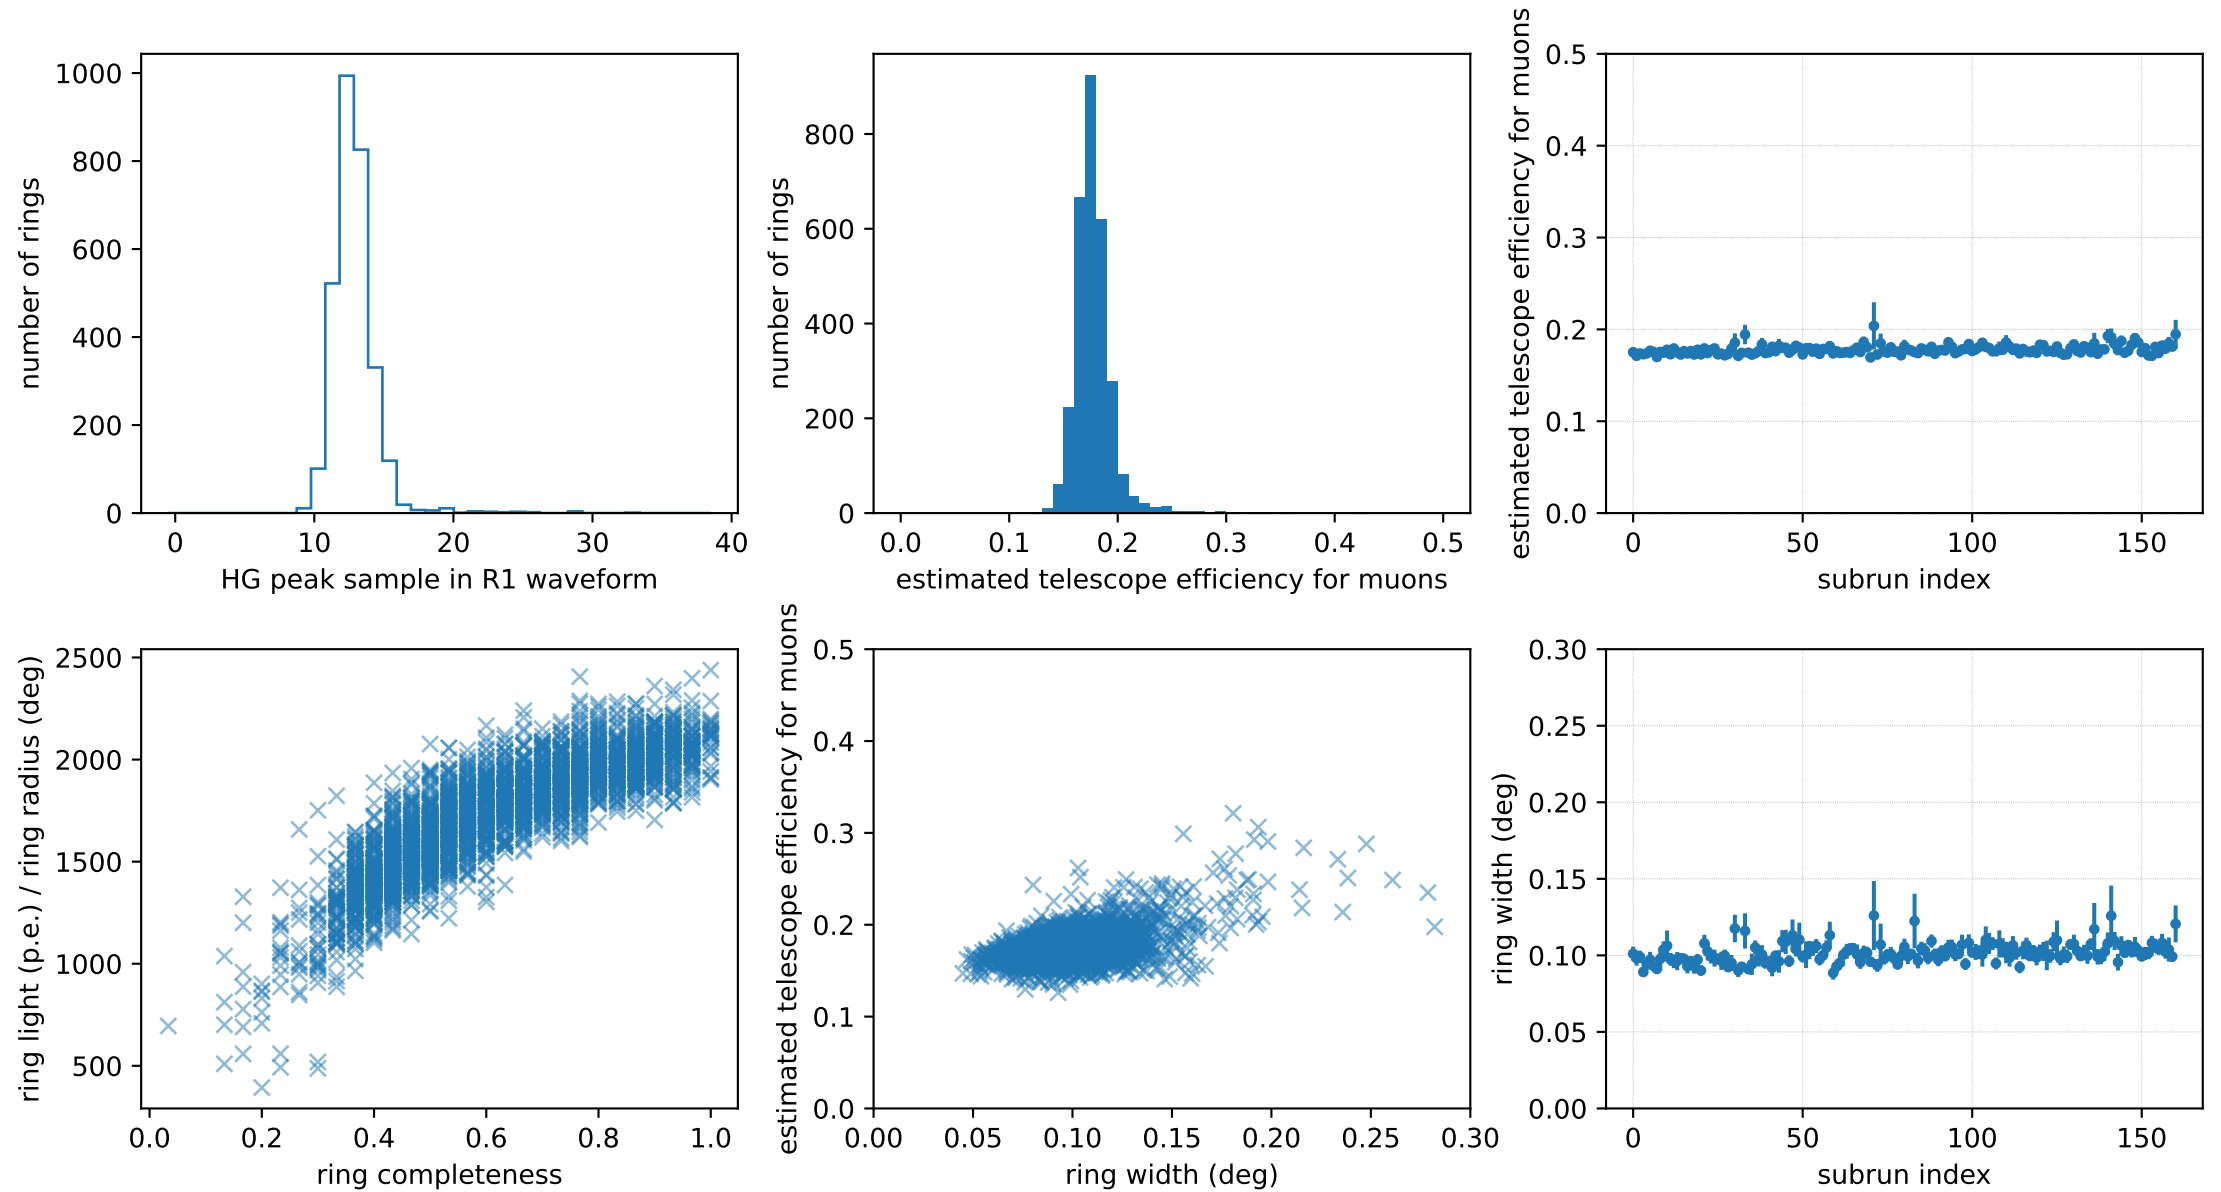 1000
800
600
400
200
0
number of rings
0 10 20 30 40
HG peak sample in R1 waveform
800
600
400
200
0
number of rings
0.0 0.1 0.2 0.3 0.4 0.5
estimated telescope efficiency for muons
0.5
0.4
0.3
0.2
0.1
0.0
estimated telescope efficiency for muons
0 50 100 150
subrun index
2500
2000
1500
1000
500
ring light (p.e.) / ring radius (deg)
0.0 0.2 0.4 0.6 0.8 1.0
ring completeness
0.5
0.4
0.3
0.2
0.1
0.0
estimated telescope efficiency for muons
0.00 0.05 0.10 0.15 0.20 0.25 0.30
ring width (deg)
0.30
0.25
0.20
0.15
0.10
0.05
0.00
ring width (deg)
0 50 100 150
subrun index